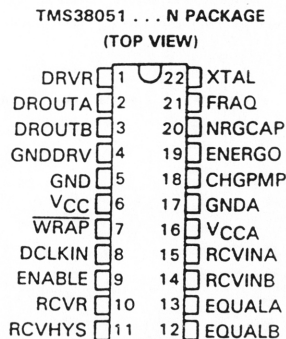 TMS38051 . . . N PACKAGE
(TOP VIEW)
DRVR 1 22 XTAL
DROUTA 2 21 FRAQ
DROUTB 3 20 NRGCAP
GNDDRV 4 19 ENERGO
GND 5 18 CHGPMP
VCC 6 17 GNDA
WRAP 7 16 VCCA
DCLKIN 8 15 RCVINA
ENABLE 9 14 RCVINB
RCVR 10 13 EQUALA
RCVHYS 11 12 EQUALB